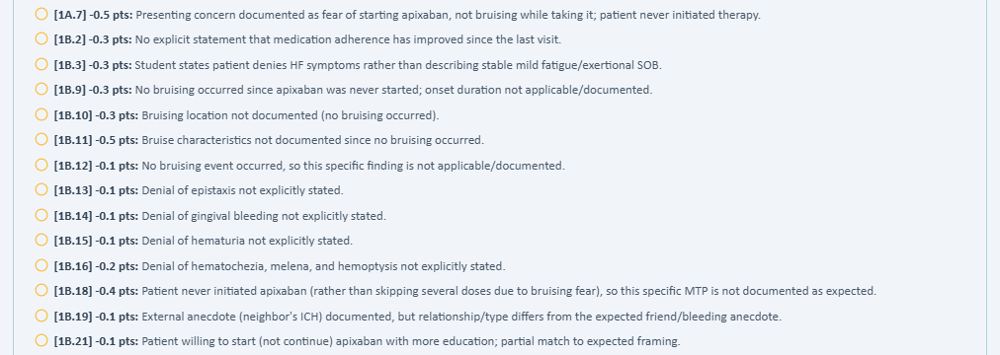 [1A.7] -0.5 pts: Presenting concern documented as fear of starting apixaban, not bruising while taking it; patient never initiated therapy.
[1B.2] -0.3 pts: No explicit statement that medication adherence has improved since the last visit.
[1B.3] -0.3 pts: Student states patient denies HF symptoms rather than describing stable mild fatigue/exertional SOB.
[1B.9] -0.3 pts: No bruising occurred since apixaban was never started; onset duration not applicable/documented.
[1B.10] -0.3 pts: Bruising location not documented (no bruising occurred).
[1B.11] -0.5 pts: Bruise characteristics not documented since no bruising occurred.
[1B.12] -0.1 pts: No bruising event occurred, so this specific finding is not applicable/documented.
[1B.13] -0.1 pts: Denial of epistaxis not explicitly stated.
[1B.14] -0.1 pts: Denial of gingival bleeding not explicitly stated.
[1B.15] -0.1 pts: Denial of hematuria not explicitly stated.
[1B.16] -0.2 pts: Denial of hematochezia, melena, and hemoptysis not explicitly stated.
[1B.18] -0.4 pts: Patient never initiated apixaban (rather than skipping several doses due to bruising fear), so this specific MTP is not documented as expected.
[1B.19] -0.1 pts: External anecdote (neighbor's ICH) documented, but relationship/type differs from the expected friend/bleeding anecdote.
[1B.21] -0.1 pts: Patient willing to start (not continue) apixaban with more education; partial match to expected framing.